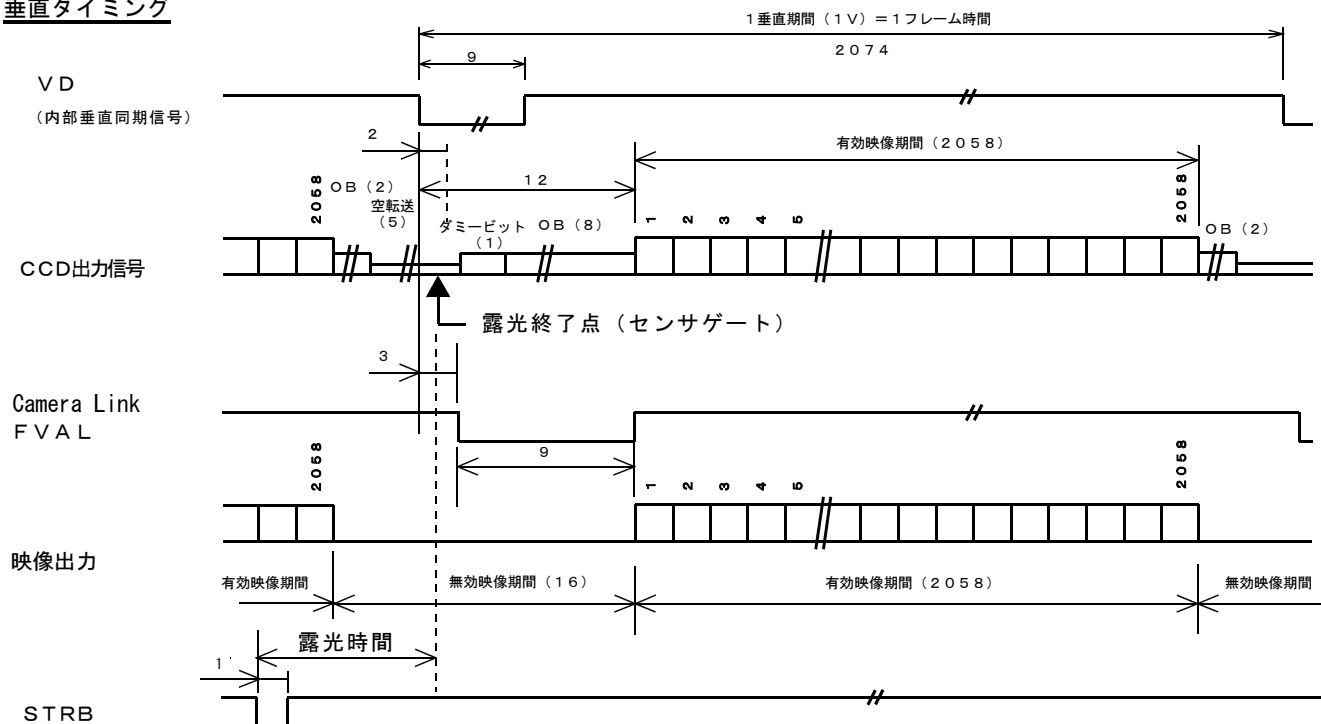 垂直タイミング
1垂直期間(1V)=1フレーム時間
2074
9
VD
(内部垂直同期信号)
2
有効映像期間(2058)
12
2058
OB(2)
空転送
(5)
ダミービット
(1)
OB(8)
1
2
3
4
5
2058
OB(2)
CCD出力信号
露光終了点(センサゲート)
3
Camera Link
FVAL
9
2058
1
2
3
4
5
2058
映像出力
有効映像期間
無効映像期間(16)
有効映像期間(2058)
無効映像期間
露光時間
1
STRB